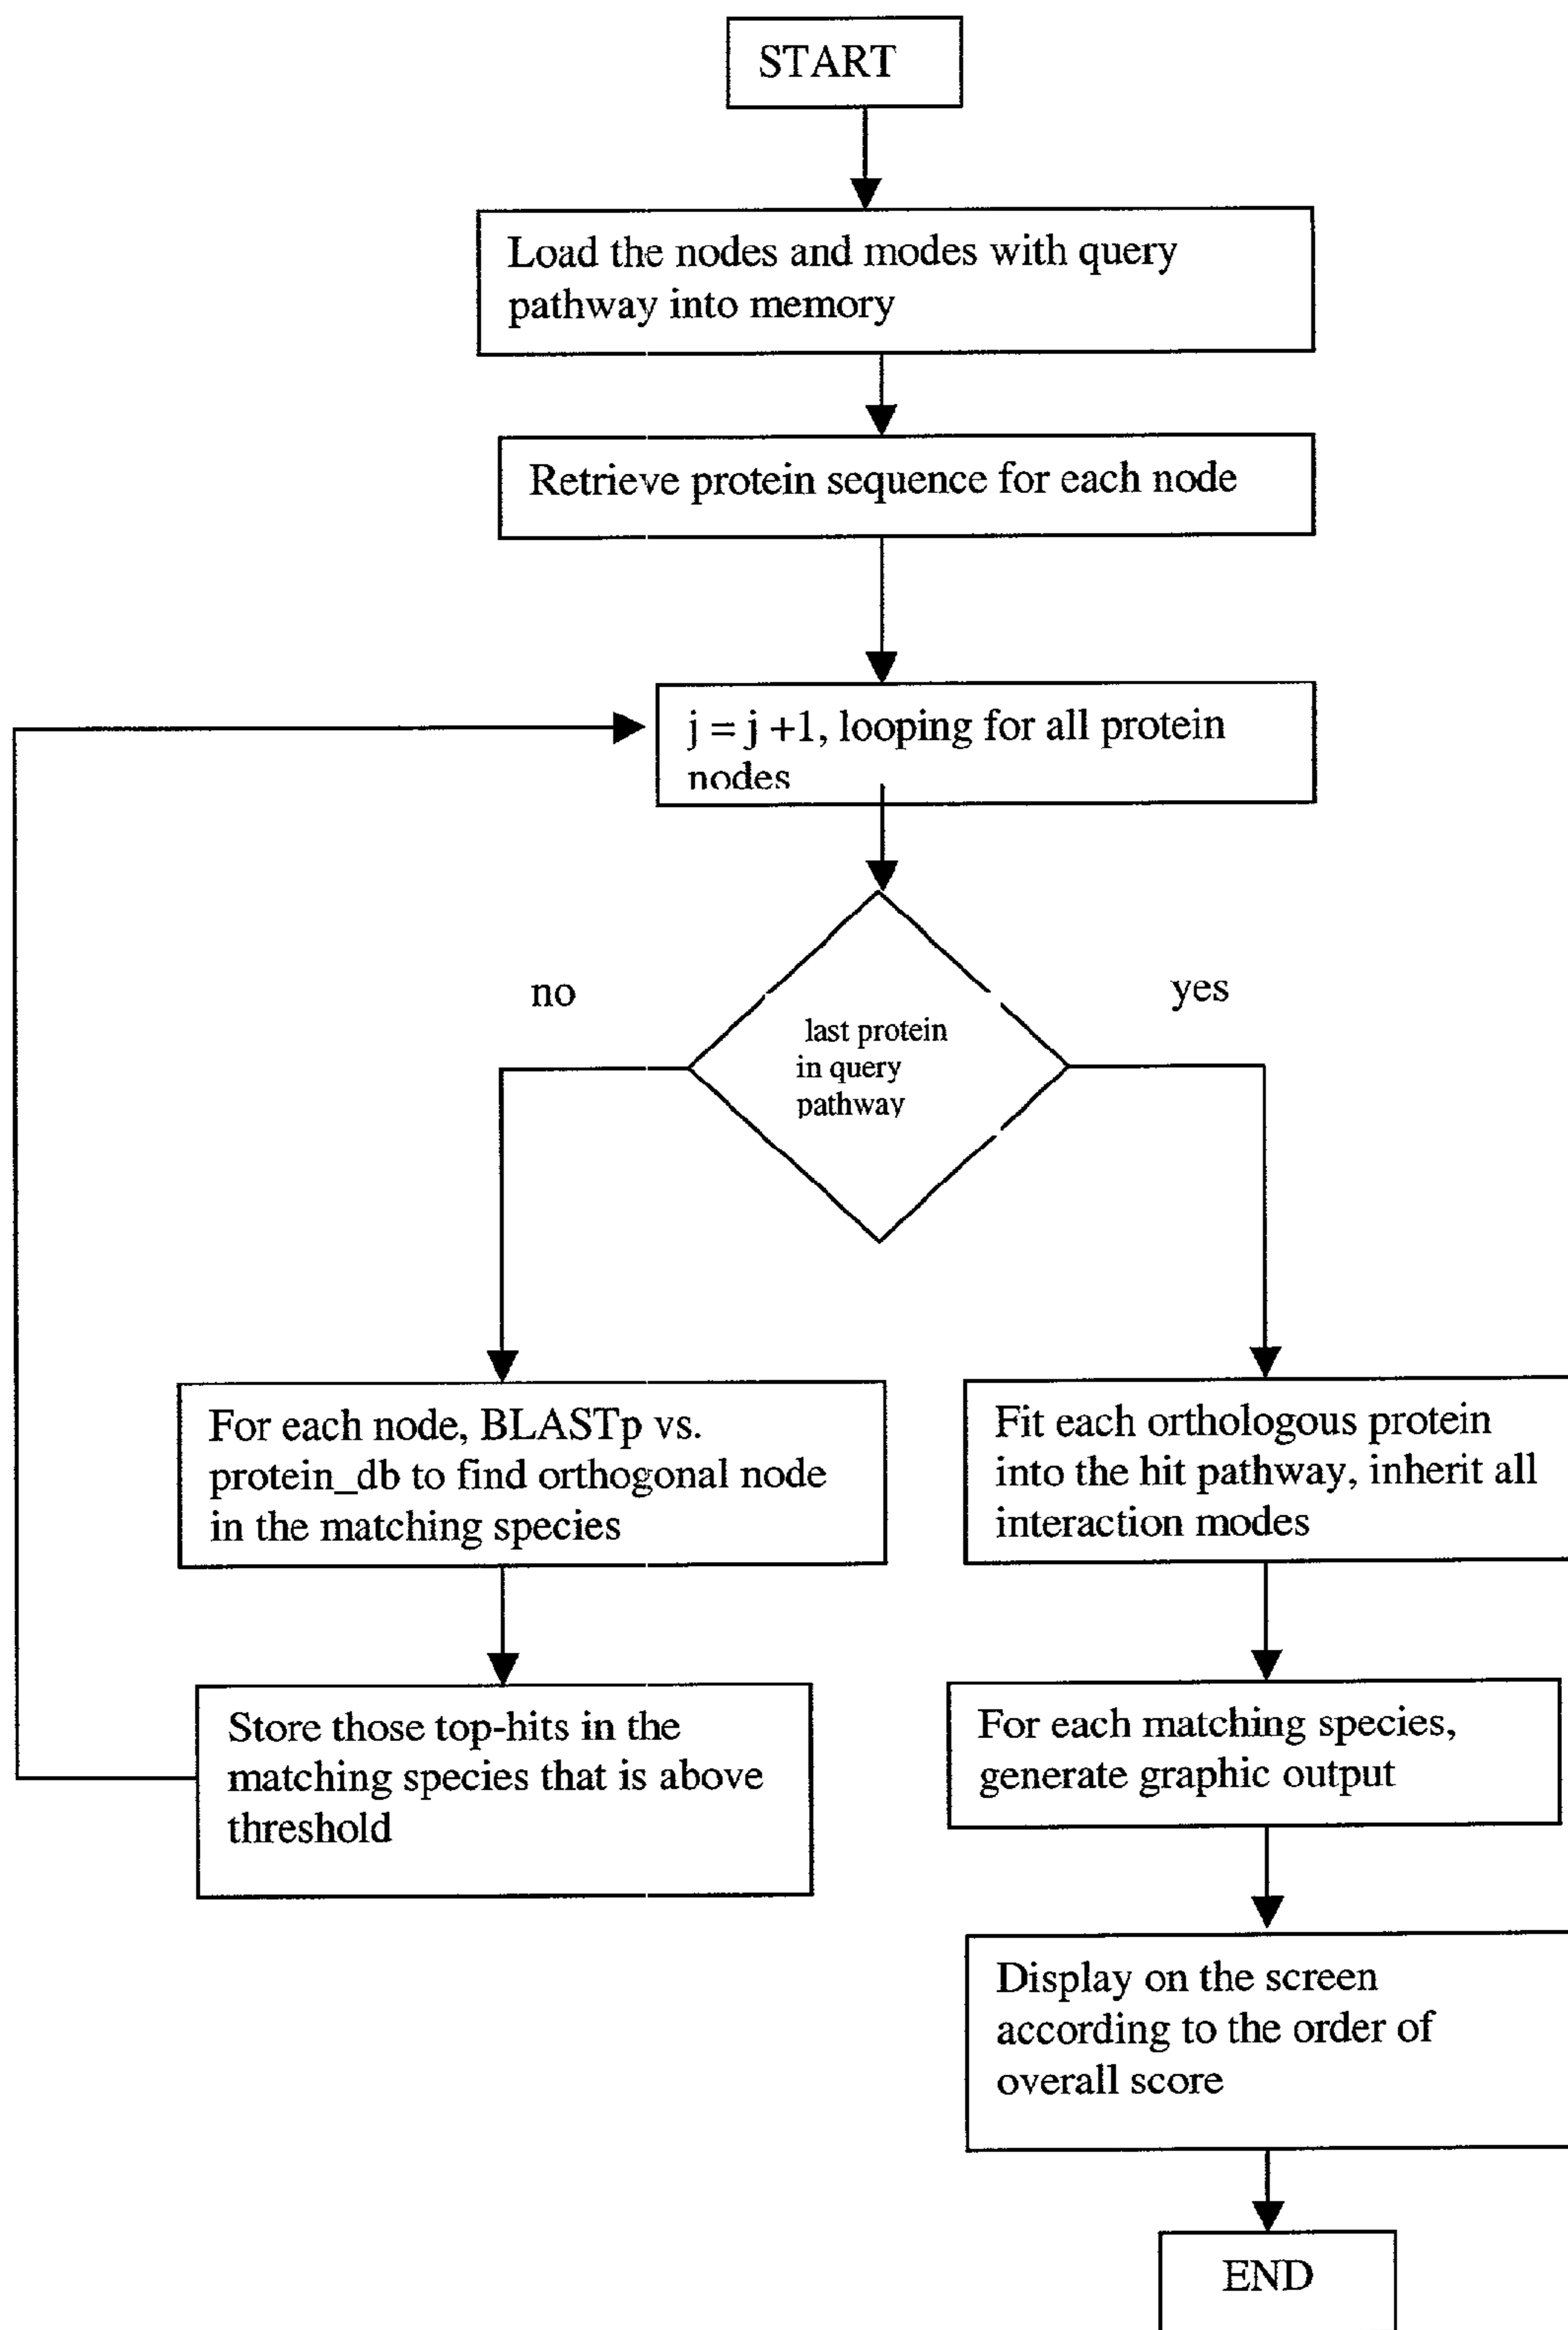 START
Load the nodes and modes with query
pathway into memory
Retrieve protein sequence for each node
j = j +1, looping for all protein
nodes
no
yes
last protein
in query
pathway
For each node, BLASTp vs.
protein_db to find orthogonal node
in the matching species
Fit each orthologous protein
into the hit pathway, inherit all
interaction modes
Store those top-hits in the
matching species that is above
threshold
For each matching species,
generate graphic output
Display on the screen
according to the order of
overall score
END